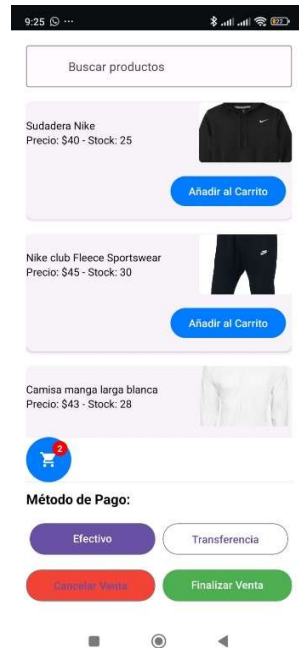 9:25
Buscar productos
Sudadera Nike
Precio: $40 - Stock: 25
Añadir al Carrito
Nike club Fleece Sportswear
Precio: $45 - Stock: 30
Añadir al Carrito
Camisa manga larga blanca
Precio: $43 - Stock: 28
2
Método de Pago:
Efectivo
Transferencia
Cancelar Venta
Finalizar Venta